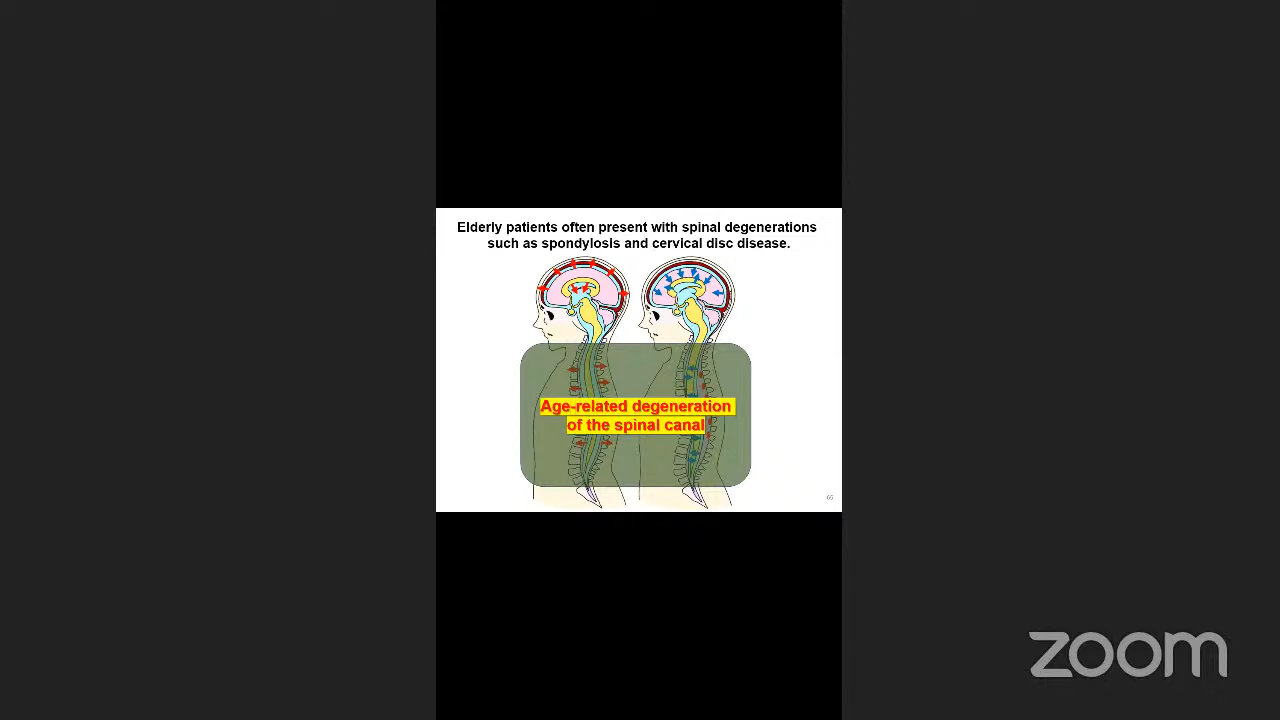 Elderly patients often present with spinal degenerations
such as spondylosis and cervical disc disease.
Age-related degeneration
of the spinal canal
65
zoom